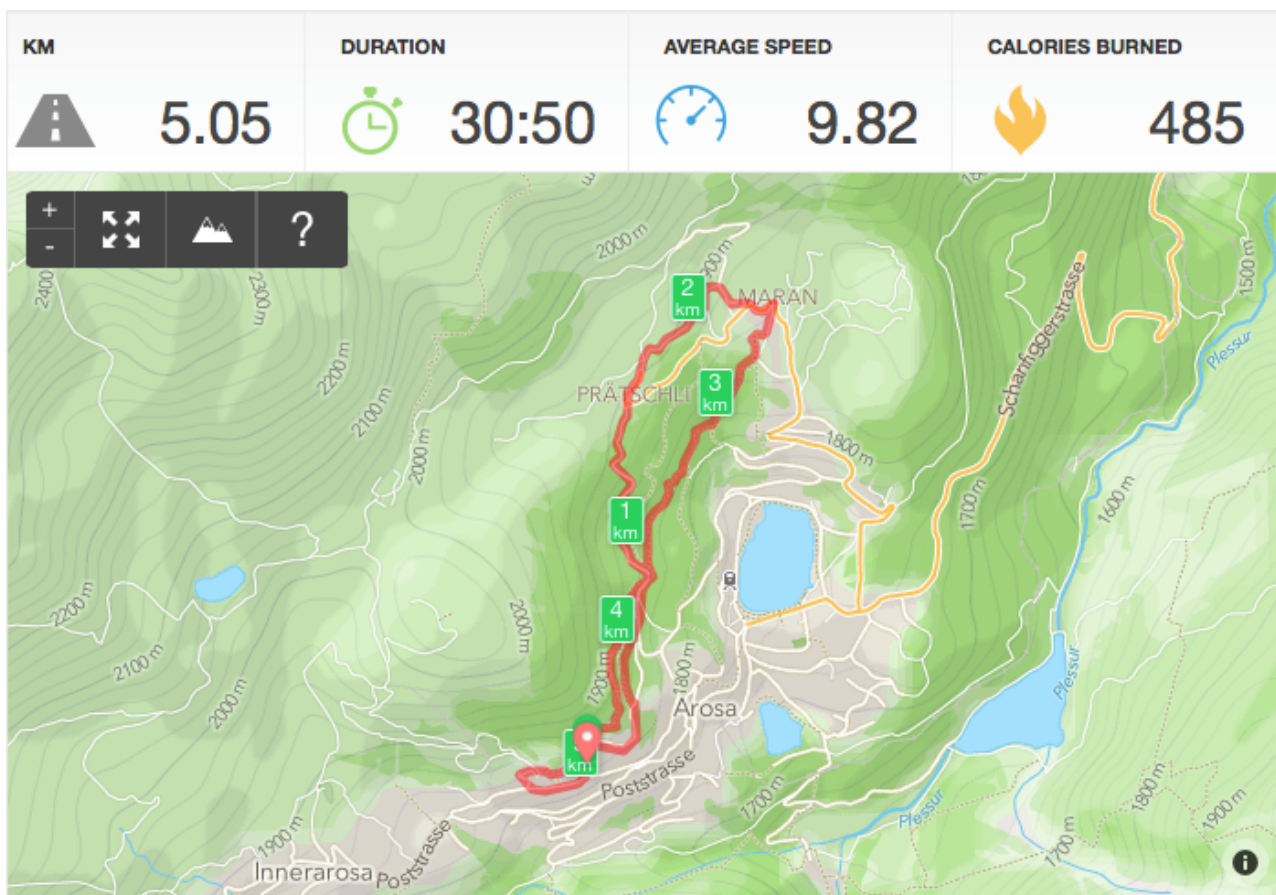 KM
DURATION
AVERAGE SPEED
CALORIES BURNED
5.05
30:50
9.82
485
+
-
?
2000 m
2400
2300 m
2200 m
2100 m
2000 m
2 km
MARAN
PRÄTSCHLI
3 km
1800 m
Schanfiggerstrasse
1500 m
Plessur
1700 m
1600 m
1 km
4 km
2200 m
2100 m
2000 m
2000 m
1900 m
1800 m
Arosa
Plessur
km
Poststrasse
1700 m
Plessur
1800 m
1900 m
1700 m
1900 m
Innerarosa
Poststrasse
i